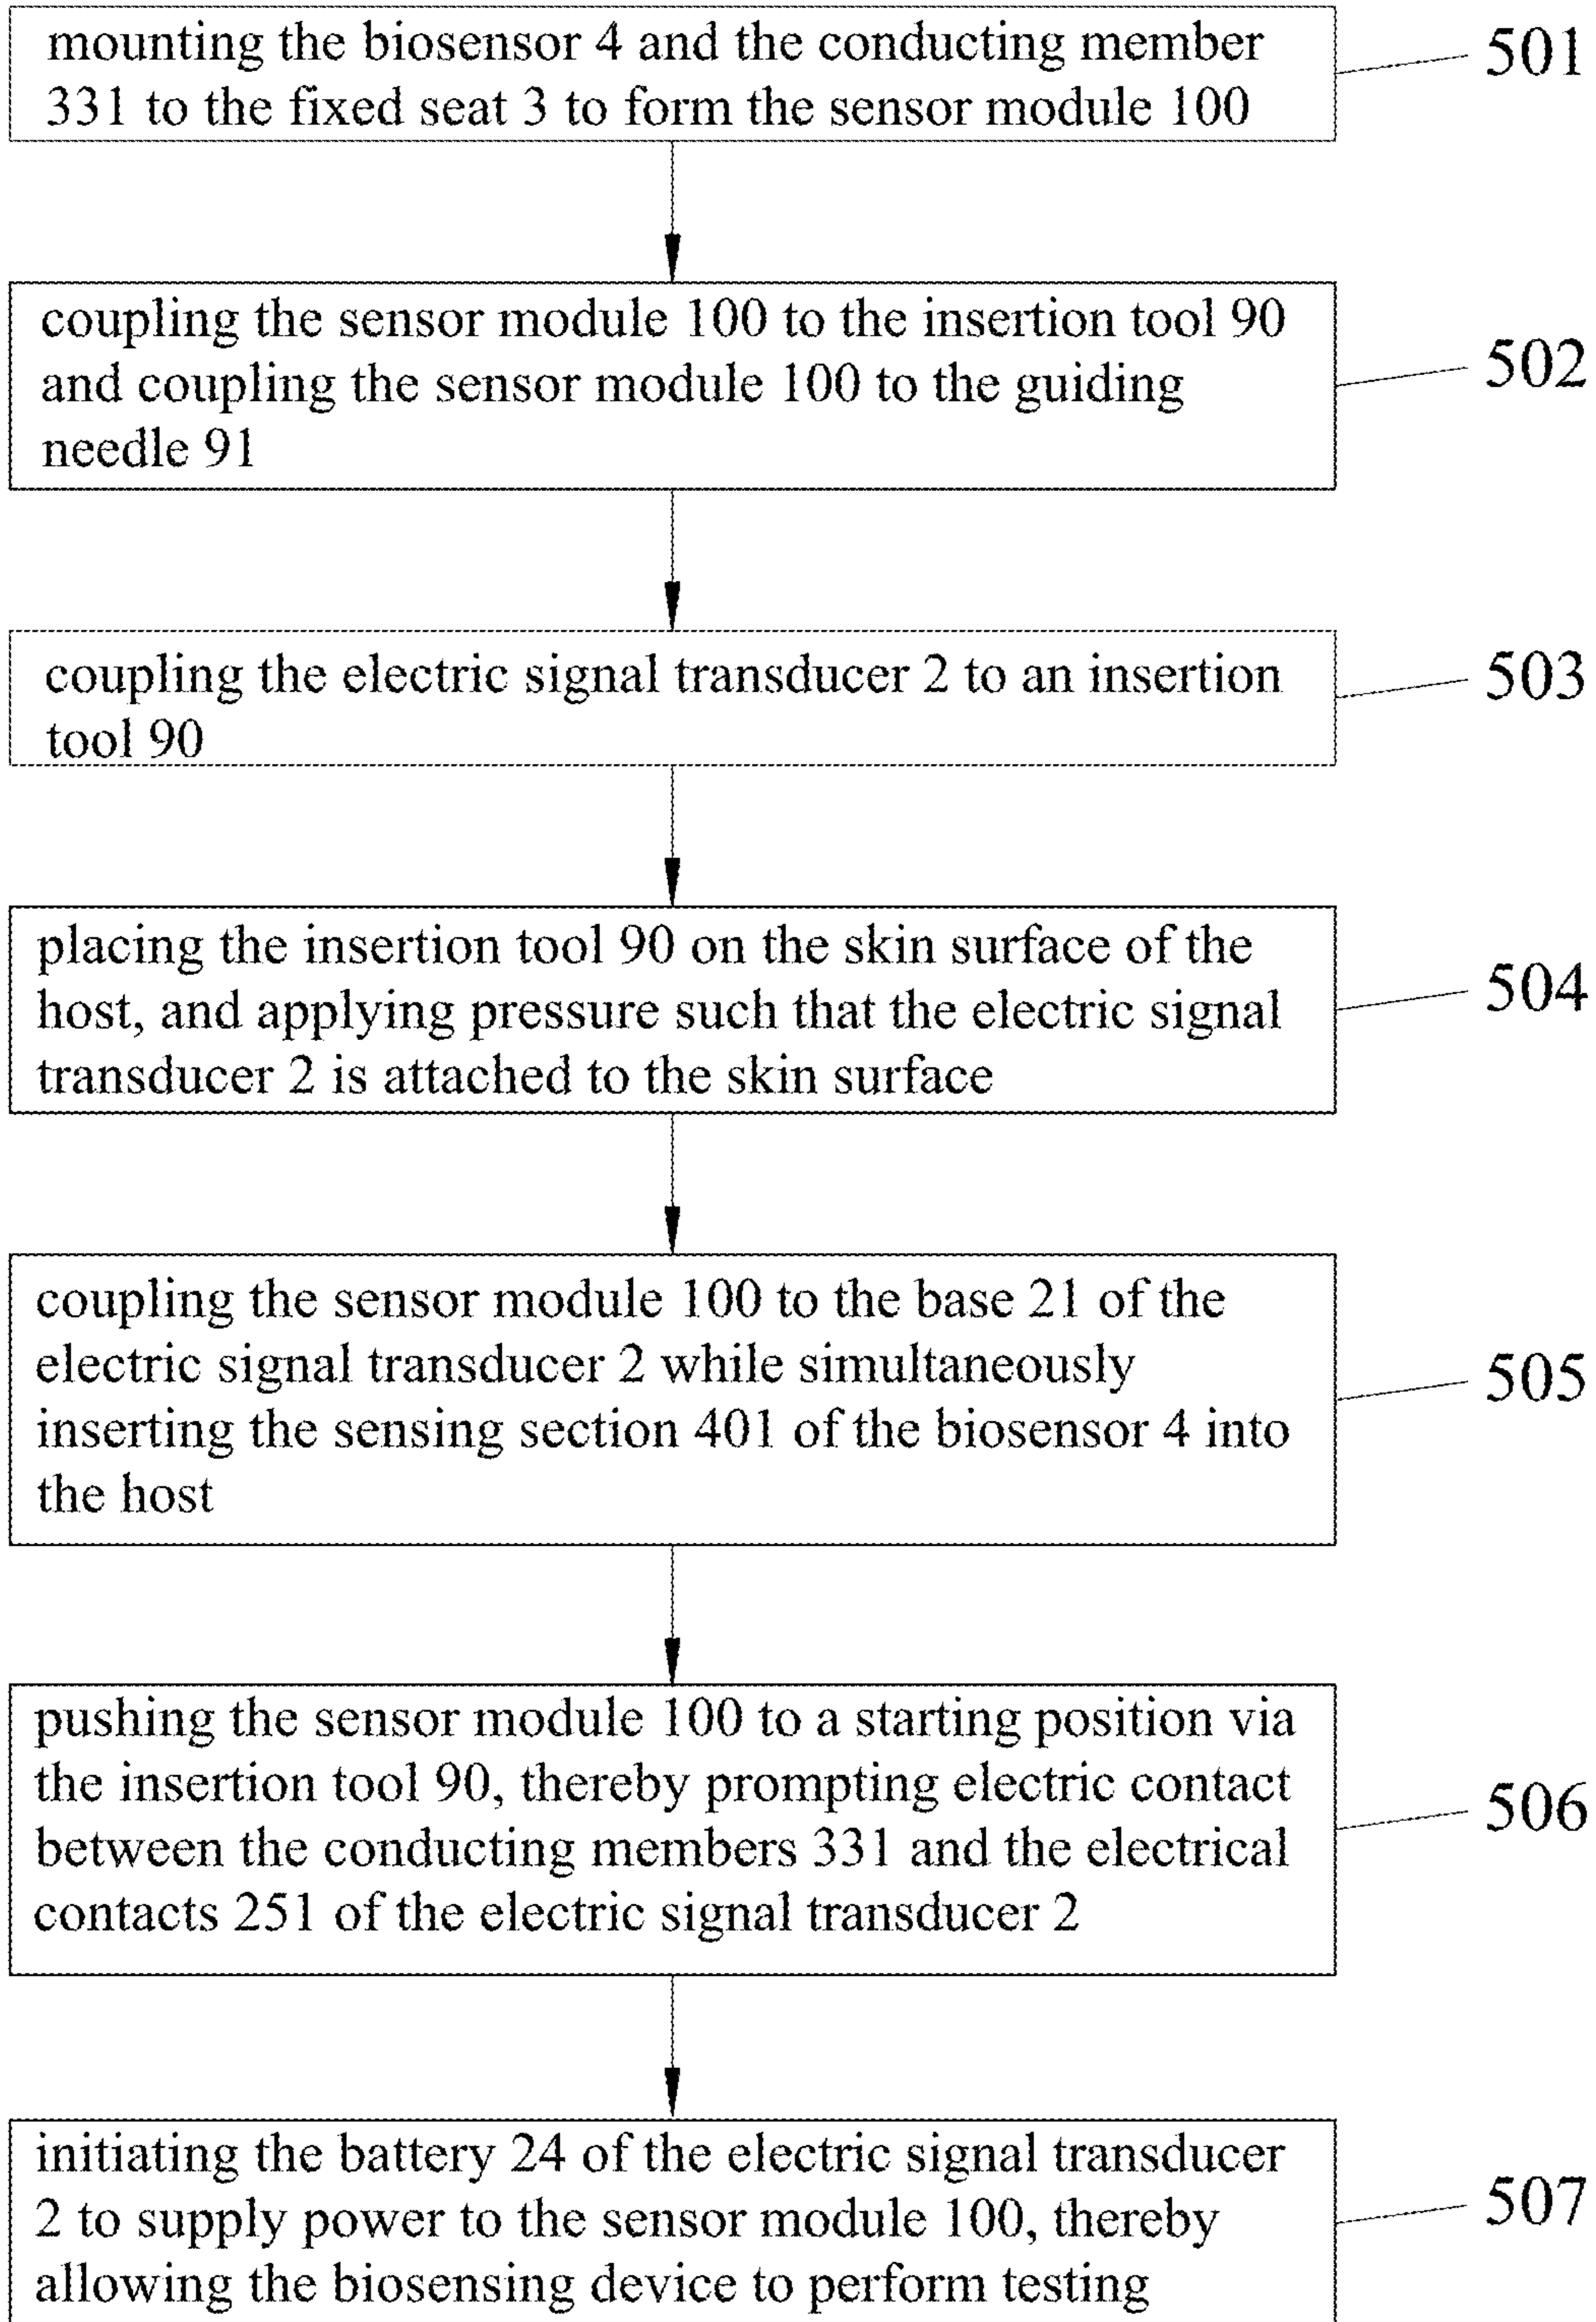 mounting the biosensor 4 and the conducting member
331 to the fixed seat 3 to form the sensor module 100
501
coupling the sensor module 100 to the insertion tool 90
and coupling the sensor module 100 to the guiding
needle 91
502
coupling the electric signal transducer 2 to an insertion
tool 90
503
placing the insertion tool 90 on the skin surface of the
host, and applying pressure such that the electric signal
transducer 2 is attached to the skin surface
504
coupling the sensor module 100 to the base 21 of the
electric signal transducer 2 while simultaneously
inserting the sensing section 401 of the biosensor 4 into
the host
505
pushing the sensor module 100 to a starting position via
the insertion tool 90, thereby prompting electric contact
between the conducting members 331 and the electrical
contacts 251 of the electric signal transducer 2
506
initiating the battery 24 of the electric signal transducer
2 to supply power to the sensor module 100, thereby
allowing the biosensing device to perform testing
507